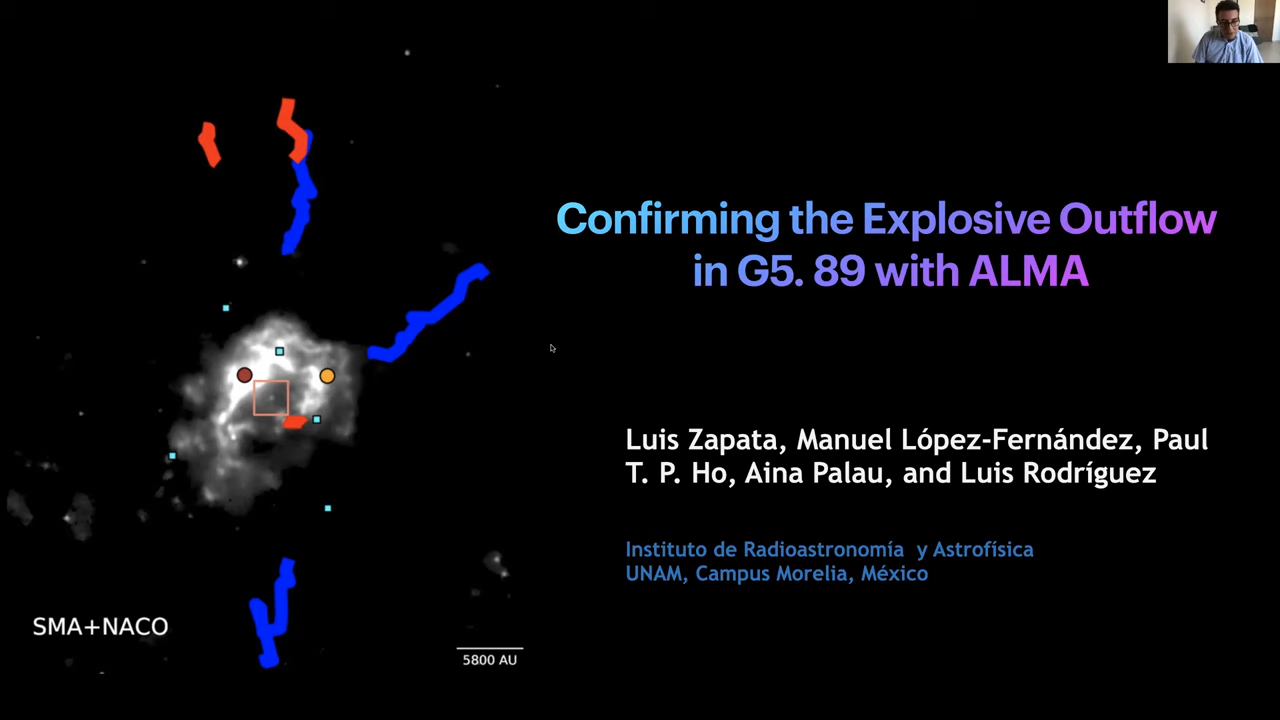 Confirming the Explosive Outflow
in G5. 89 with ALMA
Luis Zapata, Manuel López-Fernández, Paul
T. P. Ho, Aina Palau, and Luis Rodríguez
Instituto de Radioastronomía y Astrofísica
UNAM, Campus Morelia, México
SMA+NACO
5800 AU